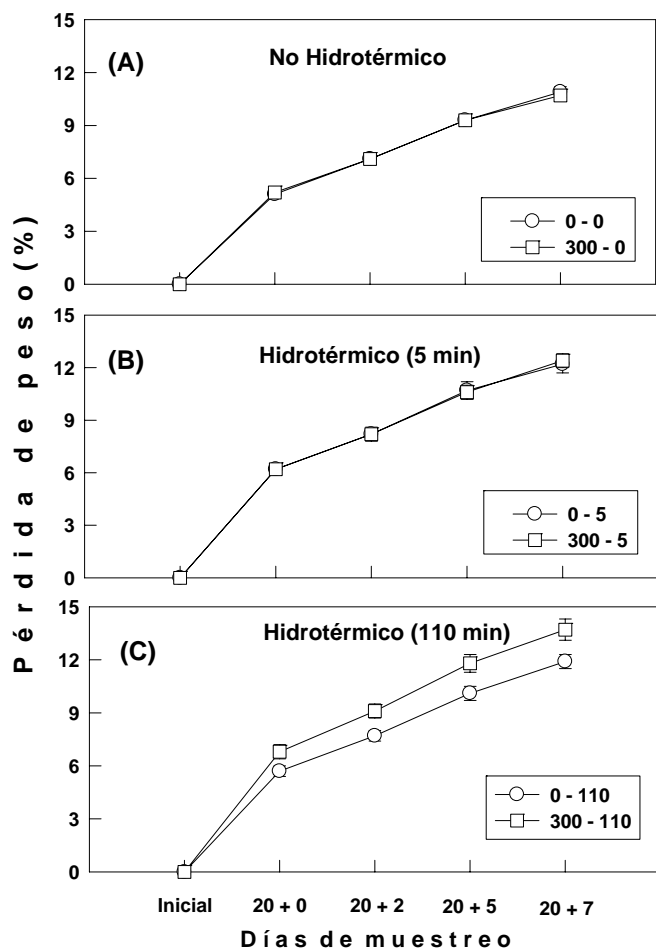 Pérdida de peso (%)
15
(A)
No Hidrotérmico
12
9
6
0 - 0
3
300 - 0
0
15
(B)
Hidrotérmico (5 min)
12
9
6
0 - 5
3
300 - 5
0
15
(C)
Hidrotérmico (110 min)
12
9
6
0 - 110
3
300 - 110
0
Inicial 20 + 0 20 + 2 20 + 5 20 + 7
Días de muestreo